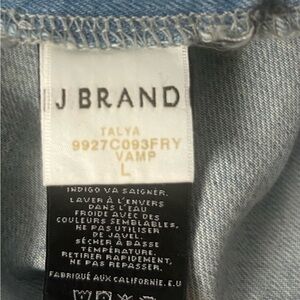 J BRAND
TALYA
9927C093FRY
VAMP
L
INDIGO VA SAIGNER.
LAVER À L'ENVERS
DANS L'EAU
FROIDE AVEC DES
COULEURS SEMBLABLES.
NE PAS UTILISER
DE JAVEL.
SÉCHER À BASSE
TEMPÉRATURE.
RETIRER RAPIDEMENT,
NE PAS REPASSER.
FABRIQUÉ AUX CALIFORNIE.E.U